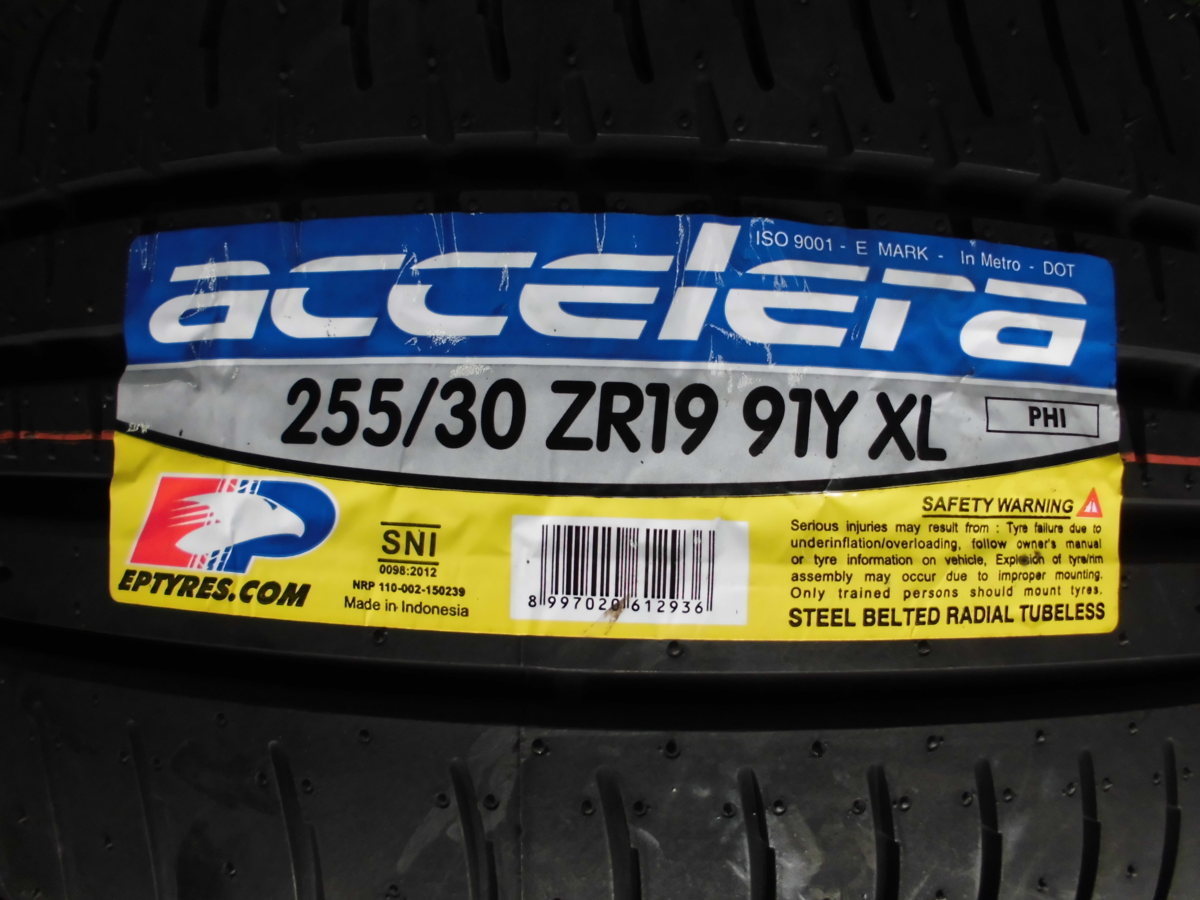 ISO 9001 - E MARK - In Metro - DOT
accelera
255/30 ZR19 91Y XL
PHI
EP
EPTYRES.COM
SNI
0098:2012
NRP 110-002-150239
Made in Indonesia
8 997020 612936
SAFETY WARNING
Serious injuries may result from : Tyre failure due to
underinflation/overloading, follow owner's manual
or tyre information on vehicle, Explosion of tyre/rim
assembly may occur due to improper mounting.
Only trained persons should mount tyres.
STEEL BELTED RADIAL TUBELESS